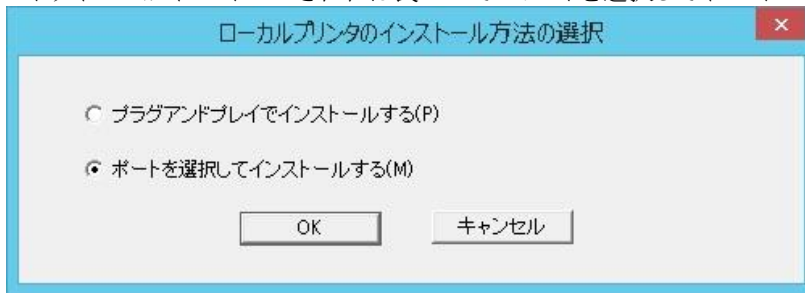 ローカルプリンタのインストール方法の選択
プラグアンドプレイでインストールする(P)
ポートを選択してインストールする(M)
OK
キャンセル